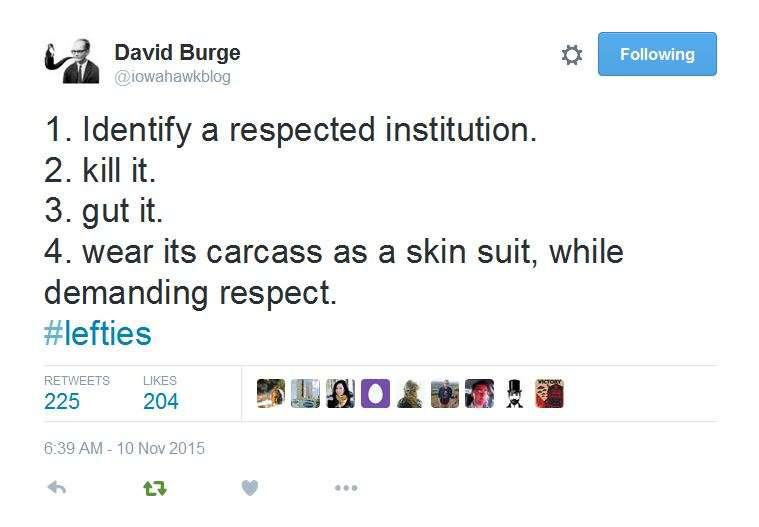 David Burge
@iowahawkblog
Following
1. Identify a respected institution.
2. kill it.
3. gut it.
4. wear its carcass as a skin suit, while
demanding respect.
#lefties
RETWEETS LIKES
225 204
VICTORY
6:39 AM - 10 Nov 2015